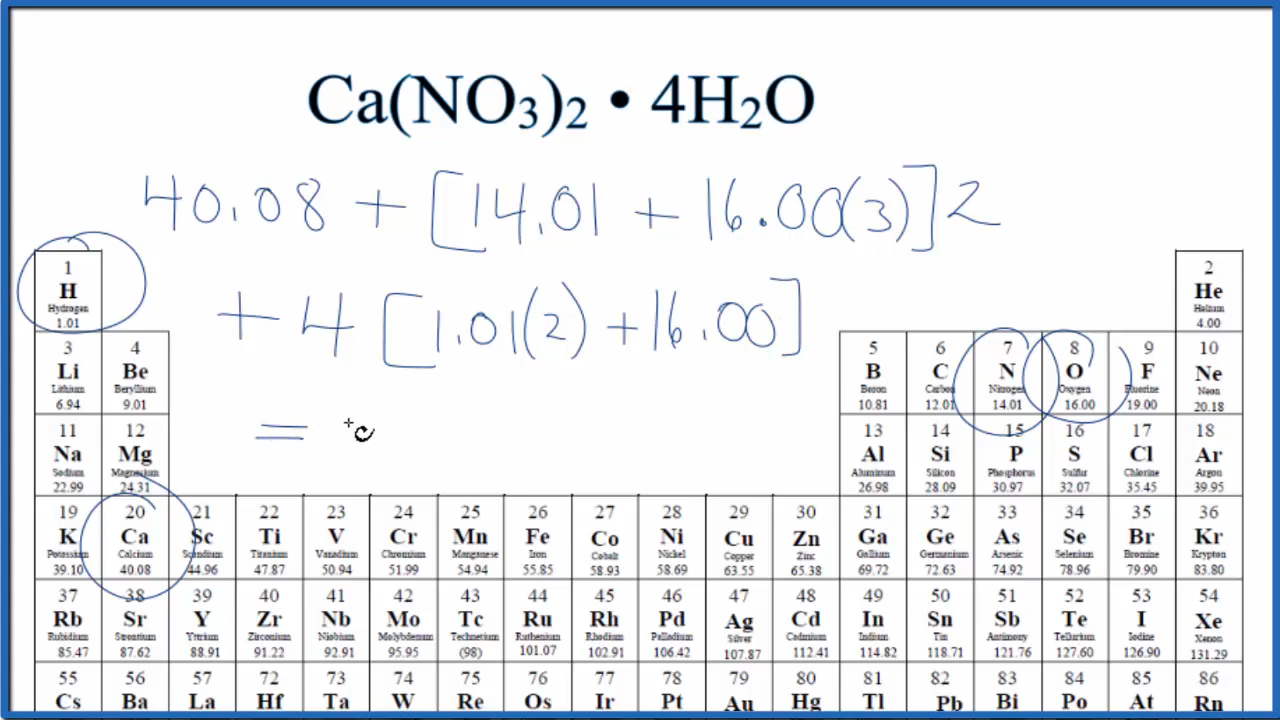 Ca(NO₃)₂ • 4H₂O
40.08 + [14.01 + 16.00(3)]2
+ 4 [1.01(2) + 16.00]
=
1 2
H He
Hydrogen Helium
1.01 4.00
3 4 5 6 7 8 9 10
Li Be B C N O F Ne
Lithium Beryllium Boron Carbon Nitrogen Oxygen Fluorine Neon
6.94 9.01 10.81 12.01 14.01 16.00 19.00 20.18
11 12 13 14 15 16 17 18
Na Mg Al Si P S Cl Ar
Sodium Magnesium Aluminum Silicon Phosphorus Sulfur Chlorine Argon
22.99 24.31 26.98 28.09 30.97 32.07 35.45 39.95
19 20 21 22 23 24 25 26 27 28 29 30 31 32 33 34 35 36
K Ca Sc Ti V Cr Mn Fe Co Ni Cu Zn Ga Ge As Se Br Kr
Potassium Calcium Scandium Titanium Vanadium Chromium Manganese Iron Cobalt Nickel Copper Zinc Gallium Germanium Arsenic Selenium Bromine Krypton
39.10 40.08 44.96 47.87 50.94 51.99 54.94 55.85 58.93 58.69 63.55 65.38 69.72 72.63 74.92 78.96 79.90 83.80
37 38 39 40 41 42 43 44 45 46 47 48 49 50 51 52 53 54
Rb Sr Y Zr Nb Mo Tc Ru Rh Pd Ag Cd In Sn Sb Te I Xe
Rubidium Strontium Yttrium Zirconium Niobium Molybdenum Technetium Ruthenium Rhodium Palladium Silver Cadmium Indium Tin Antimony Tellurium Iodine Xenon
85.47 87.62 88.91 91.22 92.91 95.95 (98) 101.07 102.91 106.42 107.87 112.41 114.82 118.71 121.76 127.60 126.90 131.29
55 56 57 72 73 74 75 76 77 78 79 80 81 82 83 84 85 86
Cs Ba La Hf Ta W Re Os Ir Pt Au Hg Tl Pb Bi Po At Rn